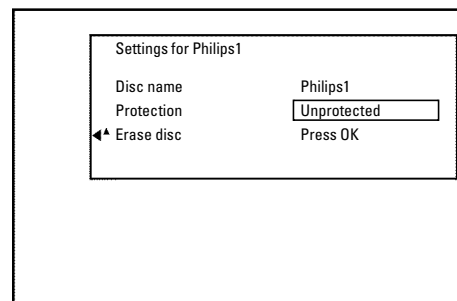 Settings for Philips1
Disc name Philips1
Protection Unprotected
Erase disc Press OK